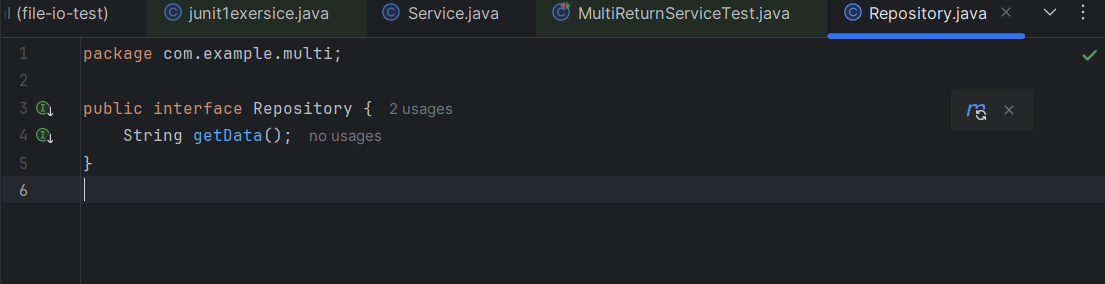 l (file-io-test) junit1exersice.java Service.java MultiReturnServiceTest.java Repository.java
1 package com.example.multi;
2
3 public interface Repository { 2 usages
4 String getData(); no usages
5 }
6